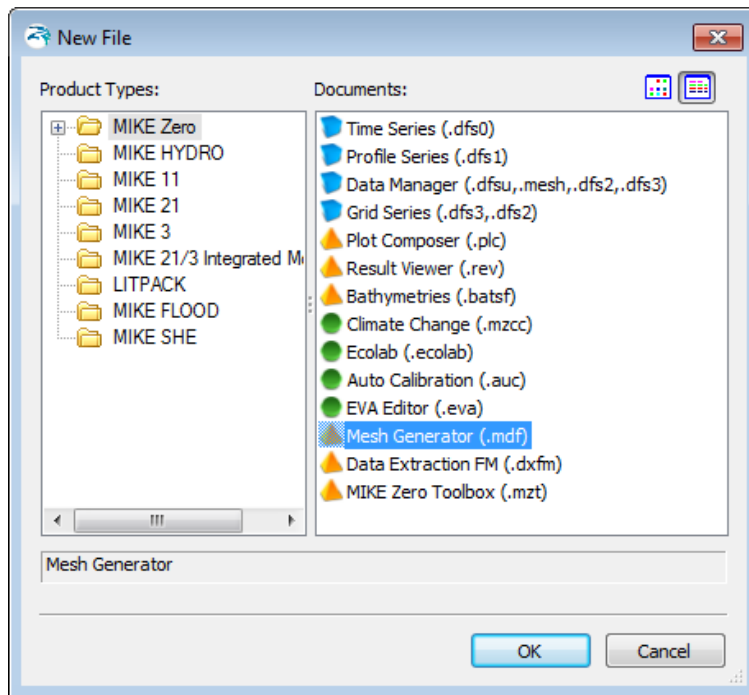 New File
Product Types:
Documents:
MIKE Zero
MIKE HYDRO
MIKE 11
MIKE 21
MIKE 3
MIKE 21/3 Integrated M
LITPACK
MIKE FLOOD
MIKE SHE
Time Series (.dfs0)
Profile Series (.dfs1)
Data Manager (.dfsu,.mesh,.dfs2,.dfs3)
Grid Series (.dfs3,.dfs2)
Plot Composer (.plc)
Result Viewer (.rev)
Bathymetries (.batsf)
Climate Change (.mzcc)
Ecolab (.ecolab)
Auto Calibration (.auc)
EVA Editor (.eva)
Mesh Generator (.mdf)
Data Extraction FM (.dxfm)
MIKE Zero Toolbox (.mzt)
Mesh Generator
OK
Cancel